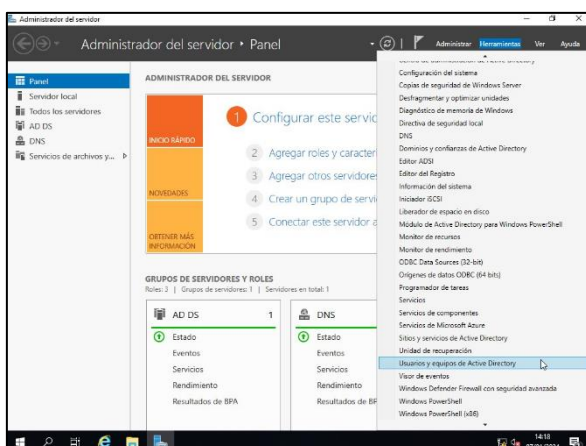 Administrador del servidor
Administrador del servidor • Panel
Administrar Herramientas Ver Ayuda
Panel
Servidor local
Todos los servidores
AD DS
DNS
Servicios de archivos y...
ADMINISTRADOR DEL SERVIDOR
INICIO RÁPIDO
NOVEDADES
OBTENER MÁS
INFORMACIÓN
1 Configurar este servic
2 Agregar roles y caracter
3 Agregar otros servidores
4 Crear un grupo de servi
5 Conectar este servidor a
GRUPOS DE SERVIDORES Y ROLES
Roles: 3 | Grupos de servidores: 1 | Servidores en total: 1
AD DS 1
Estado
Eventos
Servicios
Rendimiento
Resultados de BPA
DNS
Estado
Eventos
Servicios
Rendimiento
Resultados de BP
Centro de administración de Active Directory
Configuración del sistema
Copias de seguridad de Windows Server
Desfragmentar y optimizar unidades
Diagnóstico de memoria de Windows
Directiva de seguridad local
DNS
Dominios y confianzas de Active Directory
Editor ADSI
Editor del Registro
Información del sistema
Iniciador iSCSI
Liberador de espacio en disco
Módulo de Active Directory para Windows PowerShell
Monitor de recursos
Monitor de rendimiento
ODBC Data Sources (32-bit)
Orígenes de datos ODBC (64 bits)
Programador de tareas
Servicios
Servicios de componentes
Servicios de Microsoft Azure
Sitios y servicios de Active Directory
Unidad de recuperación
Usuarios y equipos de Active Directory
Visor de eventos
Windows Defender Firewall con seguridad avanzada
Windows PowerShell
Windows PowerShell (x86)
14:18